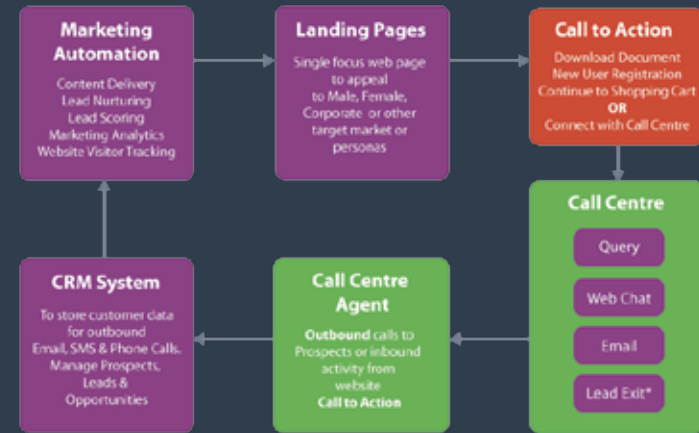 Marketing
Automation
Content Delivery
Lead Nurturing
Lead Scoring
Marketing Analytics
Website Visitor Tracking
Landing Pages
Single focus web page
to appeal
to Male, Female,
Corporate or other
target market or
personas
Call to Action
Download Document
New User Registration
Continue to Shopping Cart
OR
Connect with Call Centre
Call Centre
Query
Web Chat
Email
Lead Exit*
Call Centre
Agent
Outbound calls to
Prospects or inbound
activity from
website
Call to Action
CRM System
To store customer data
for outbound
Email, SMS & Phone Calls.
Manage Prospects,
Leads &
Opportunities